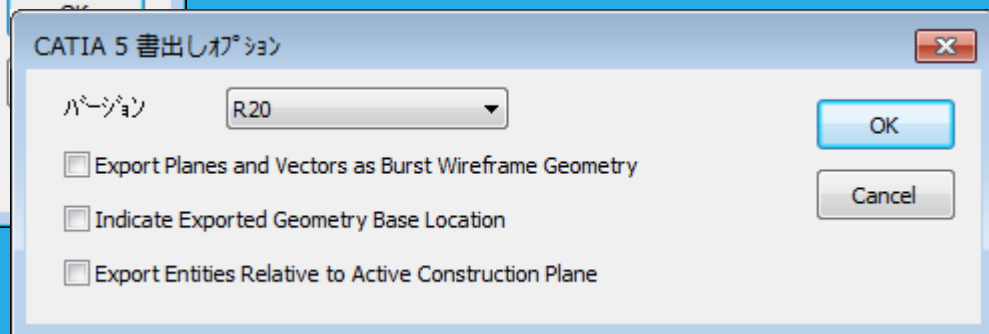 CATIA 5 書出しｵﾌﾟｼｮﾝ
ﾊﾞｰｼﾞｮﾝ
R20
OK
Export Planes and Vectors as Burst Wireframe Geometry
Cancel
Indicate Exported Geometry Base Location
Export Entities Relative to Active Construction Plane